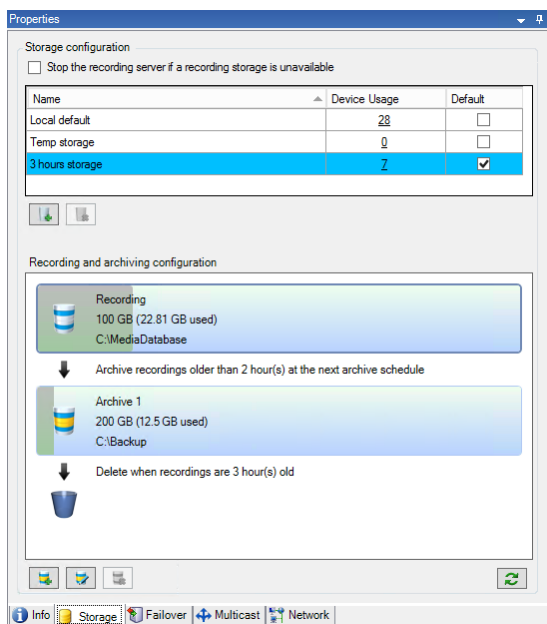 Properties
Storage configuration
Stop the recording server if a recording storage is unavailable
Name Device Usage Default
Local default 28
Temp storage 0
3 hours storage 7
Recording and archiving configuration
Recording
100 GB (22.81 GB used)
C:\MediaDatabase
Archive recordings older than 2 hour(s) at the next archive schedule
Archive 1
200 GB (12.5 GB used)
C:\Backup
Delete when recordings are 3 hour(s) old
Info Storage Failover Multicast Network